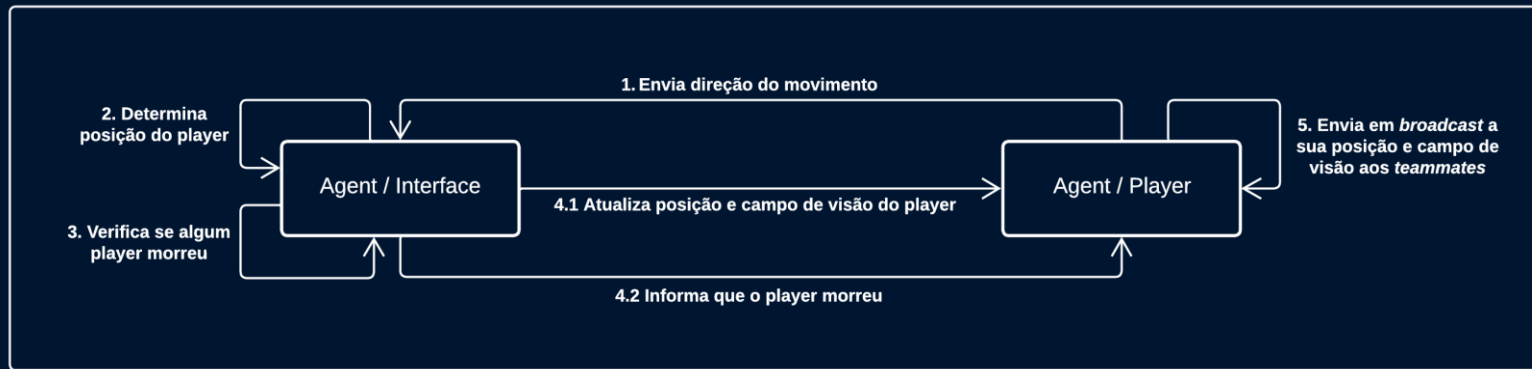 1. Envia direção do movimento
2. Determina
posição do player
5. Envia em broadcast a
sua posição e campo de
visão aos teammates
Agent / Interface
Agent / Player
4.1 Atualiza posição e campo de visão do player
3. Verifica se algum
player morreu
4.2 Informa que o player morreu